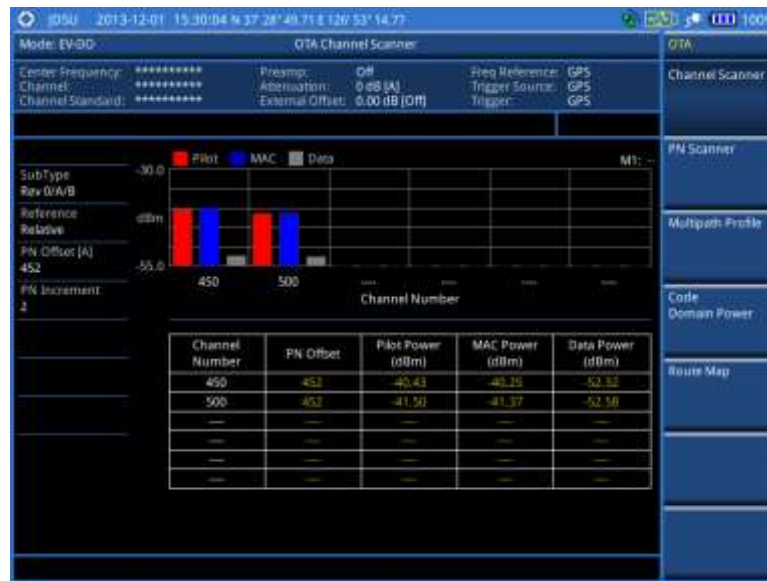 JDSU 2013-12-01 15:30:04 N 37° 28' 49.71 E 126° 53' 14.77 100%
Mode: EV-DO OTA Channel Scanner OTA
Center Frequency: ********** Preamp: Off Freq Reference: GPS
Channel: ********** Attenuation: 0 dB [A] Trigger Source: GPS
Channel Standard: ********** External Offset: 0.00 dB [Off] Trigger: GPS
Channel Scanner
PN Scanner
Multipath Profile
Code
Domain Power
Route Map
SubType
Rev 0/A/B
Reference
Relative
PN Offset [A]
452
PN Increment
2
Pilot MAC Data M1: --
-30.0
dBm
-55.0
450 500 ---- ---- ---- ----
Channel Number
Channel Number PN Offset Pilot Power (dBm) MAC Power (dBm) Data Power (dBm)
450 452 -40.43 -40.25 -52.32
500 452 -41.50 -41.37 -52.58
---- ---- ---- ---- ----
---- ---- ---- ---- ----
---- ---- ---- ---- ----
---- ---- ---- ---- ----